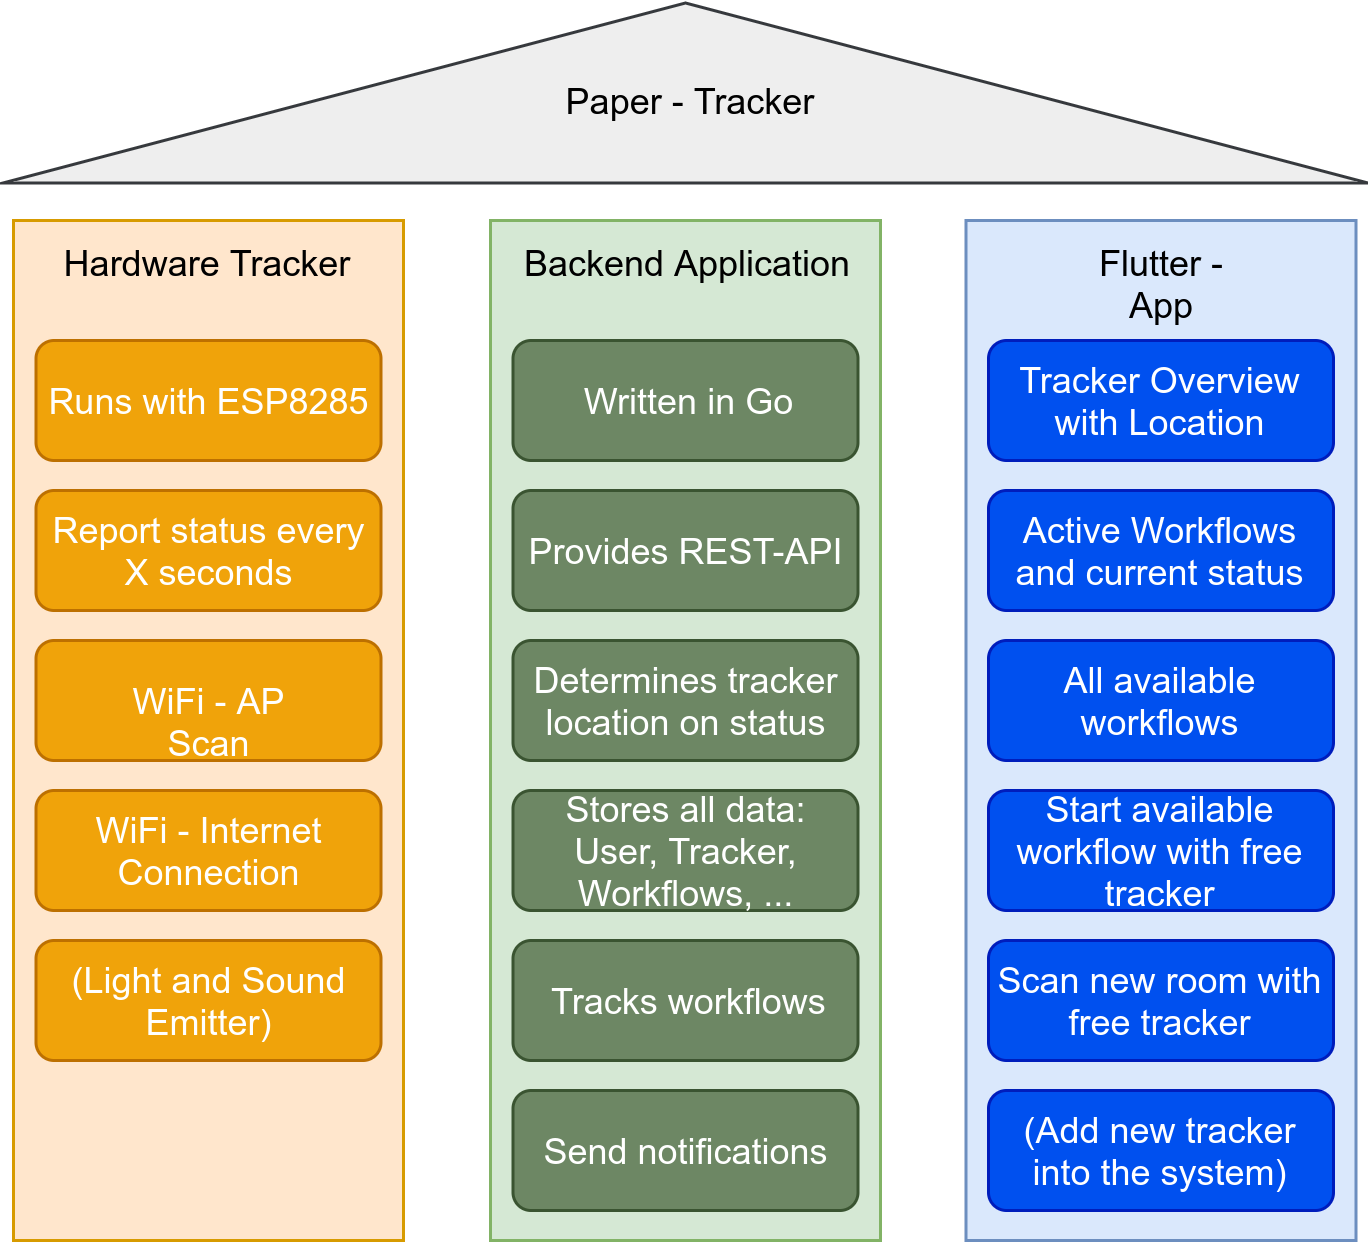 Paper - Tracker
Hardware Tracker
Runs with ESP8285
Report status every
X seconds
WiFi - AP
Scan
WiFi - Internet
Connection
(Light and Sound
Emitter)
Backend Application
Written in Go
Provides REST-API
Determines tracker
location on status
Stores all data:
User, Tracker,
Workflows, ...
Tracks workflows
Send notifications
Flutter -
App
Tracker Overview
with Location
Active Workflows
and current status
All available
workflows
Start available
workflow with free
tracker
Scan new room with
free tracker
(Add new tracker
into the system)